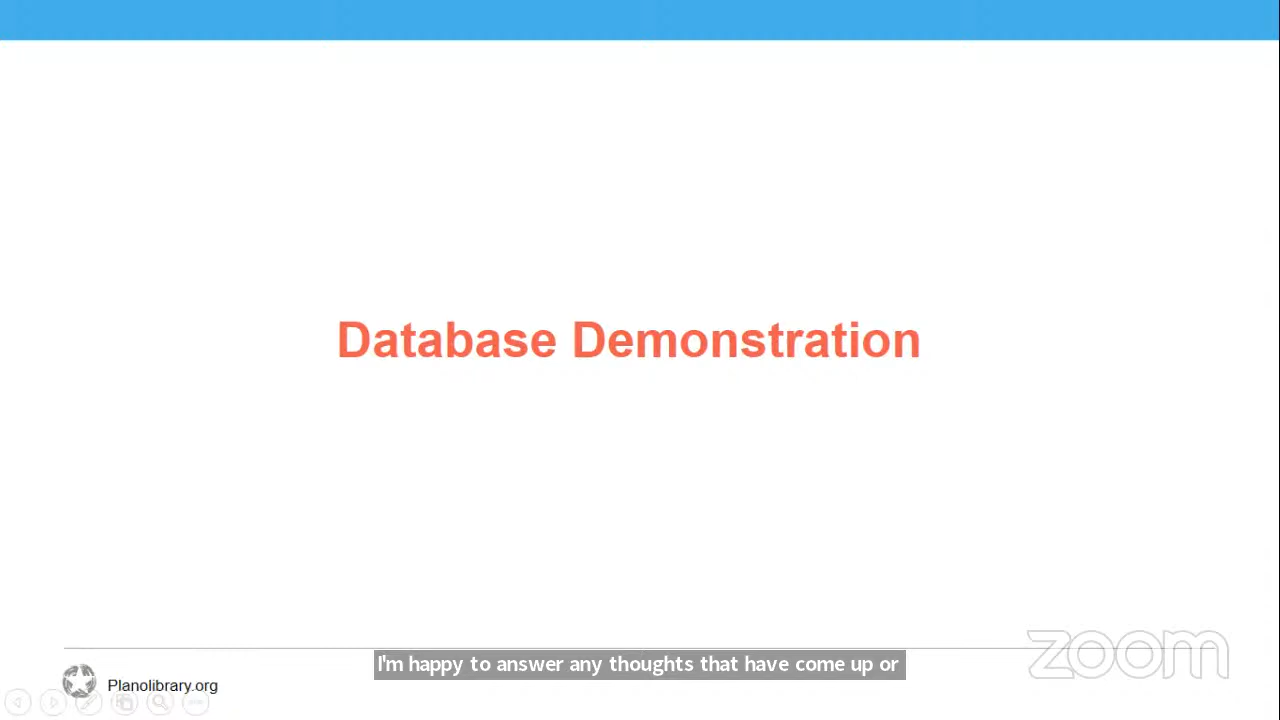 Database Demonstration
zoom
I'm happy to answer any thoughts that have come up or
Planolibrary.org